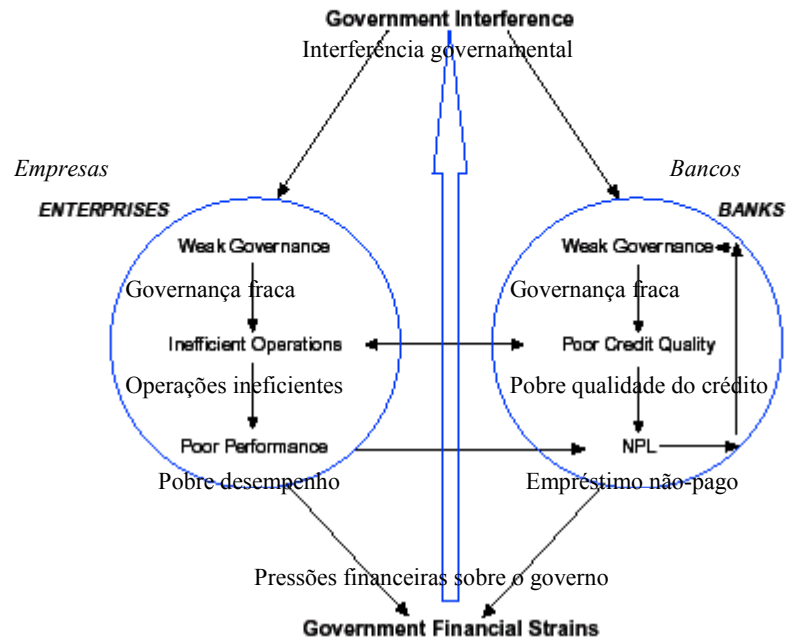 Government Interference
Interferência governamental
Empresas
Bancos
ENTERPRISES
BANKS
Weak Governance
Weak Governance
Governança fraca
Governança fraca
Inefficient Operations
Poor Credit Quality
Operações ineficientes
Pobre qualidade do crédito
Poor Performance
NPL
Pobre desempenho
Empréstimo não-pago
Pressões financeiras sobre o governo
Government Financial Strains